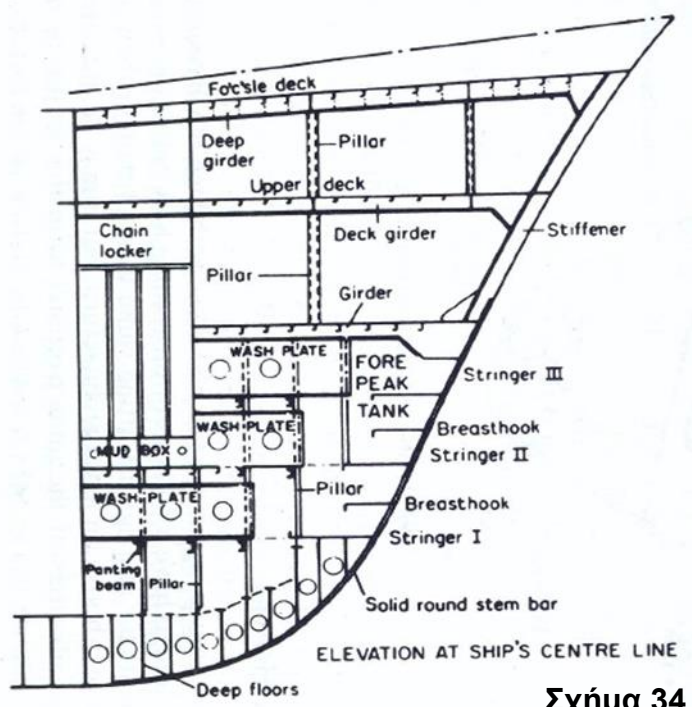 Fo'c'sle deck
Deep
girder
Pillar
Upper deck
Chain
locker
Deck girder
Stiffener
Pillar
Girder
WASH PLATE
FORE
PEAK
TANK
Stringer III
WASH PLATE
Breasthook
MUD BOX
Stringer II
WASH PLATE
Pillar
Breasthook
Stringer I
Panting
beam
Pillar
Solid round stem bar
ELEVATION AT SHIP'S CENTRE LINE
Deep floors
Σχήμα 34